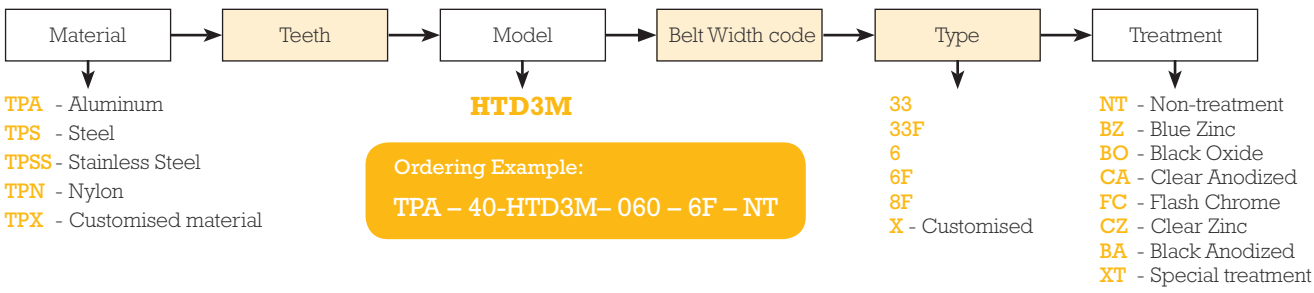 Material
Teeth
Model
Belt Width code
Type
Treatment
TPA - Aluminum
TPS - Steel
TPSS - Stainless Steel
TPN - Nylon
TPX - Customised material
HTD3M
Ordering Example:
TPA – 40-HTD3M– 060 – 6F – NT
33
33F
6
6F
8F
X - Customised
NT - Non-treatment
BZ - Blue Zinc
BO - Black Oxide
CA - Clear Anodized
FC - Flash Chrome
CZ - Clear Zinc
BA - Black Anodized
XT - Special treatment